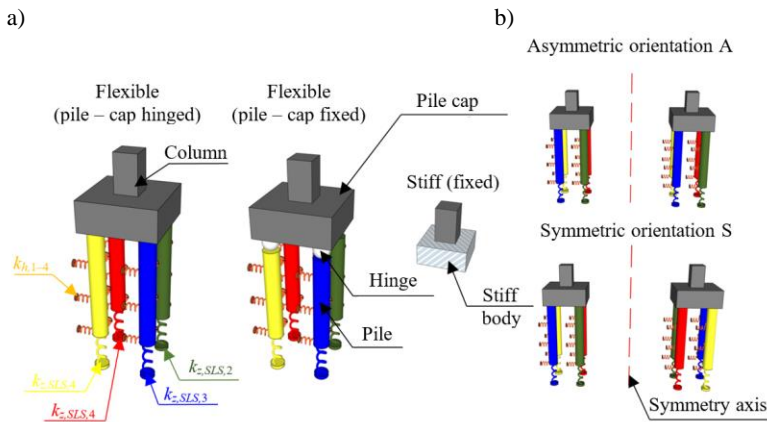 a)
b)
Asymmetric orientation A
Flexible
(pile – cap hinged)
Flexible
(pile – cap fixed)
Pile cap
Column
Stiff (fixed)
Symmetric orientation S
k_h,1-4
Hinge
Stiff
body
Pile
k_z,SLS,2
k_z,SLS,4
k_z,SLS,3
k_z,SLS,4
Symmetry axis